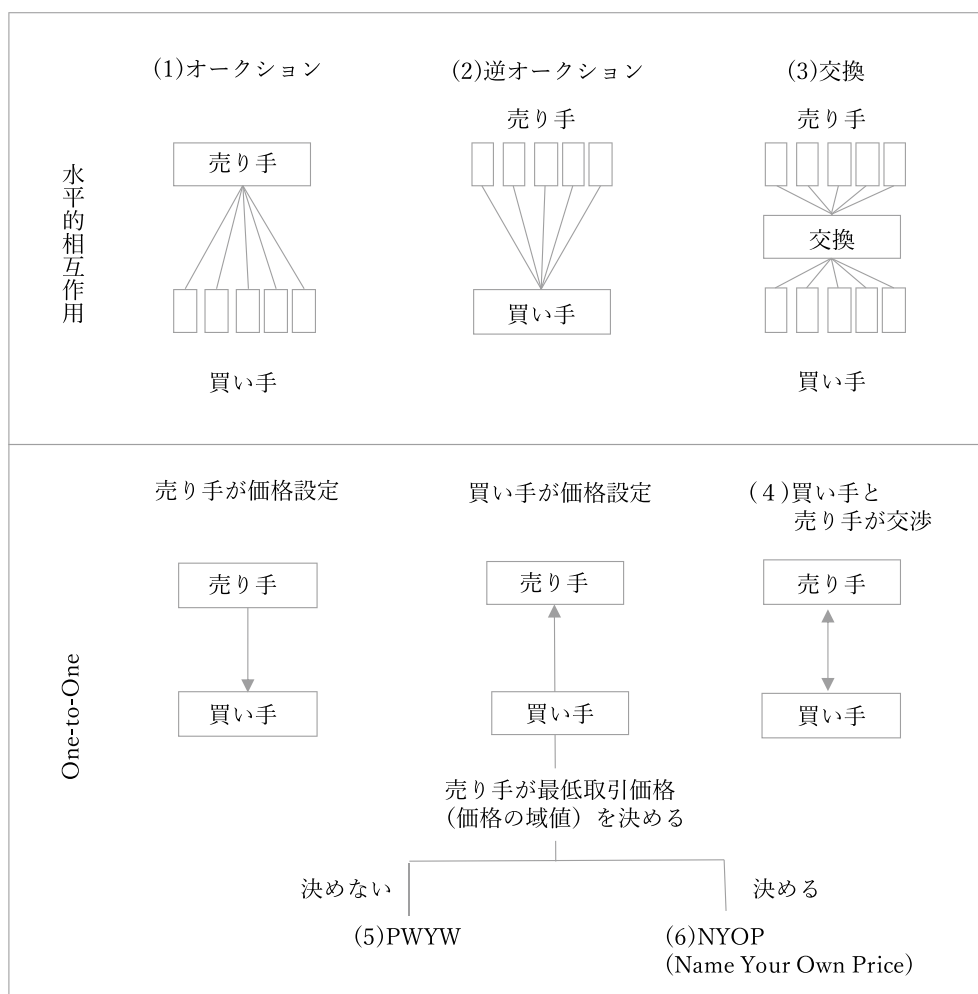 (1)オークション
(2)逆オークション
(3)交換
売り手
売り手
売り手
水平的相互作用
交換
買い手
買い手
買い手
売り手が価格設定
買い手が価格設定
(4)買い手と
売り手が交渉
売り手
売り手
売り手
One-to-One
買い手
買い手
買い手
売り手が最低取引価格
(価格の域値)を決める
決めない
決める
(5)PWYW
(6)NYOP
(Name Your Own Price)